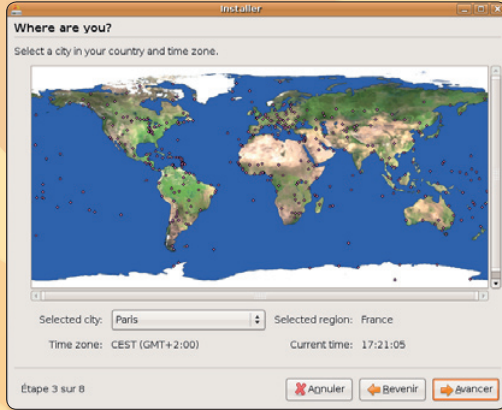 Installer
Where are you?
Select a city in your country and time zone.
Selected city: Paris Selected region: France
Time zone: CEST (GMT+2:00) Current time: 17:21:05
Étape 3 sur 8 Annuler Revenir Avancer